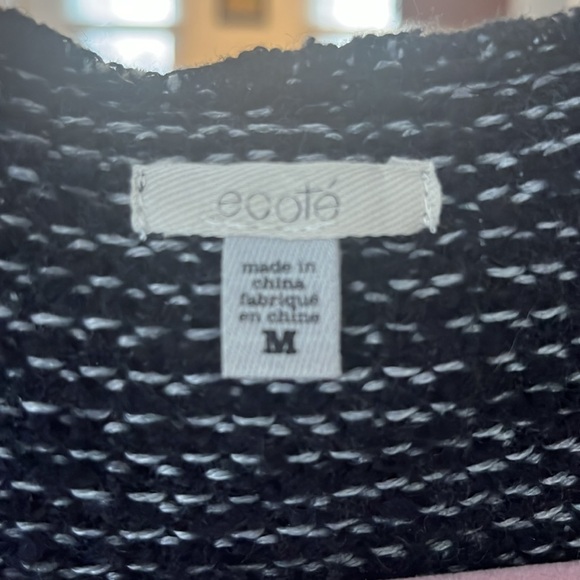 ecoté
made in
china
fabriqué
en chine
M